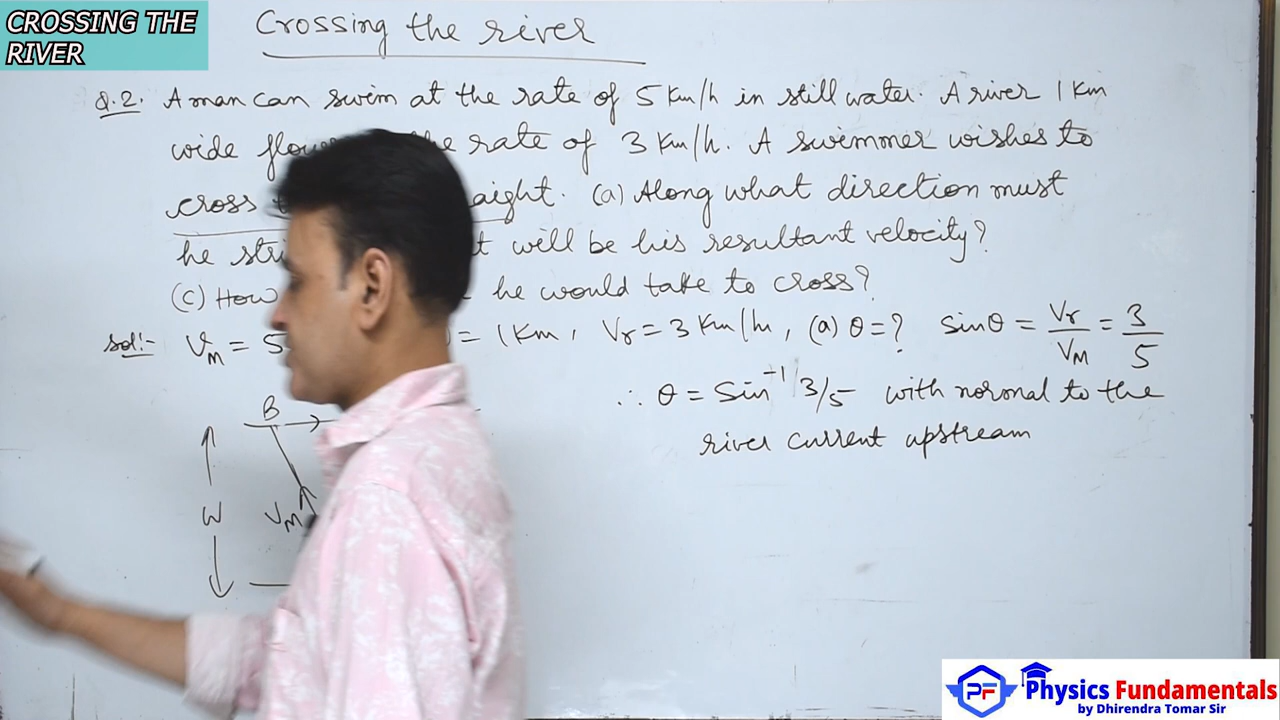 CROSSING THE
RIVER
Crossing the river
Q.2. A man can swim at the rate of 5 Km/h in still water. A river 1 Km
wide the rate of 3 Km/h. A swimmer wishes to
cross (a) Along what direction must
he will be his resultant velocity?
(C) How he would take to cross?
Sol:- Vm = 5 = 1 Km, Vr = 3 Km/h, (a) θ = ? sinθ = Vr/VM = 3/5
∴ θ = Sin⁻¹ 3/5 with normal to the
river current upstream
B
W
VM
PF Physics Fundamentals
by Dhirendra Tomar Sir